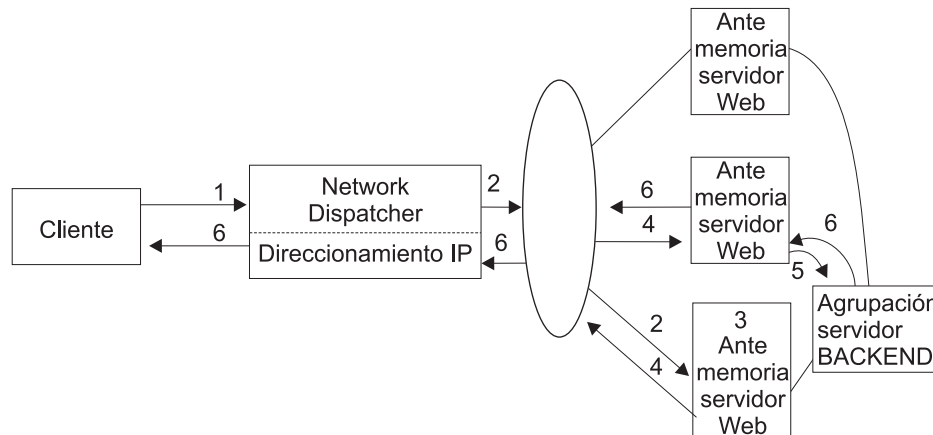 Ante
memoria
servidor
Web
1
2
Network
Dispatcher
Cliente
6
Direccionamiento IP
6
6
4
Ante
memoria
servidor
Web
6
5
2
4
3
Ante
memoria
servidor
Web
Agrupación
servidor
BACKEND